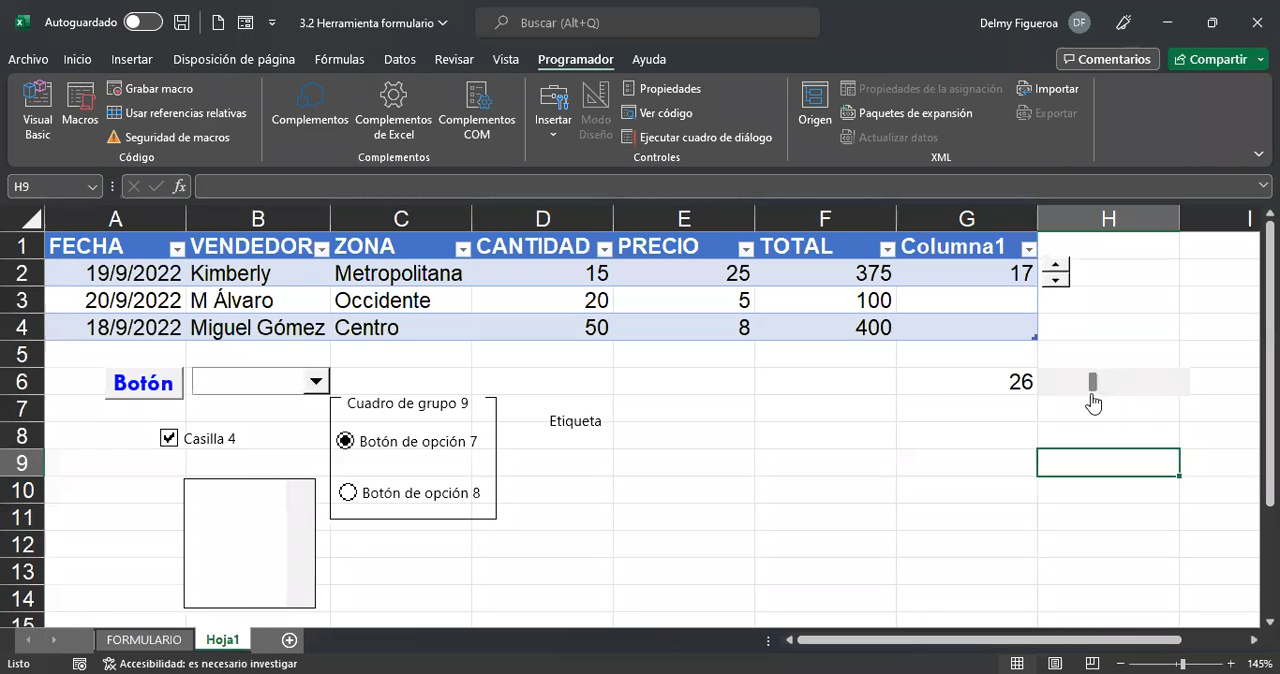 Autoguardado 3.2 Herramienta formulario Buscar (Alt+Q) Delmy Figueroa DF
Archivo Inicio Insertar Disposición de página Fórmulas Datos Revisar Vista Programador Ayuda Comentarios Compartir
Visual Basic
Macros
Grabar macro
Usar referencias relativas
Seguridad de macros
Código
Complementos
Complementos de Excel
Complementos COM
Complementos
Insertar
Modo Diseño
Propiedades
Ver código
Ejecutar cuadro de diálogo
Controles
Origen
Propiedades de la asignación
Paquetes de expansión
Actualizar datos
Importar
Exportar
XML
H9 fx
A B C D E F G H I
1 FECHA VENDEDOR ZONA CANTIDAD PRECIO TOTAL Columna1
2 19/9/2022 Kimberly Metropolitana 15 25 375 17
3 20/9/2022 M Álvaro Occidente 20 5 100
4 18/9/2022 Miguel Gómez Centro 50 8 400
5
6 Botón 26
7 Cuadro de grupo 9 Etiqueta
8 Casilla 4 Botón de opción 7
9
10 Botón de opción 8
11
12
13
14
15
FORMULARIO Hoja1
Listo Accesibilidad: es necesario investigar 145%